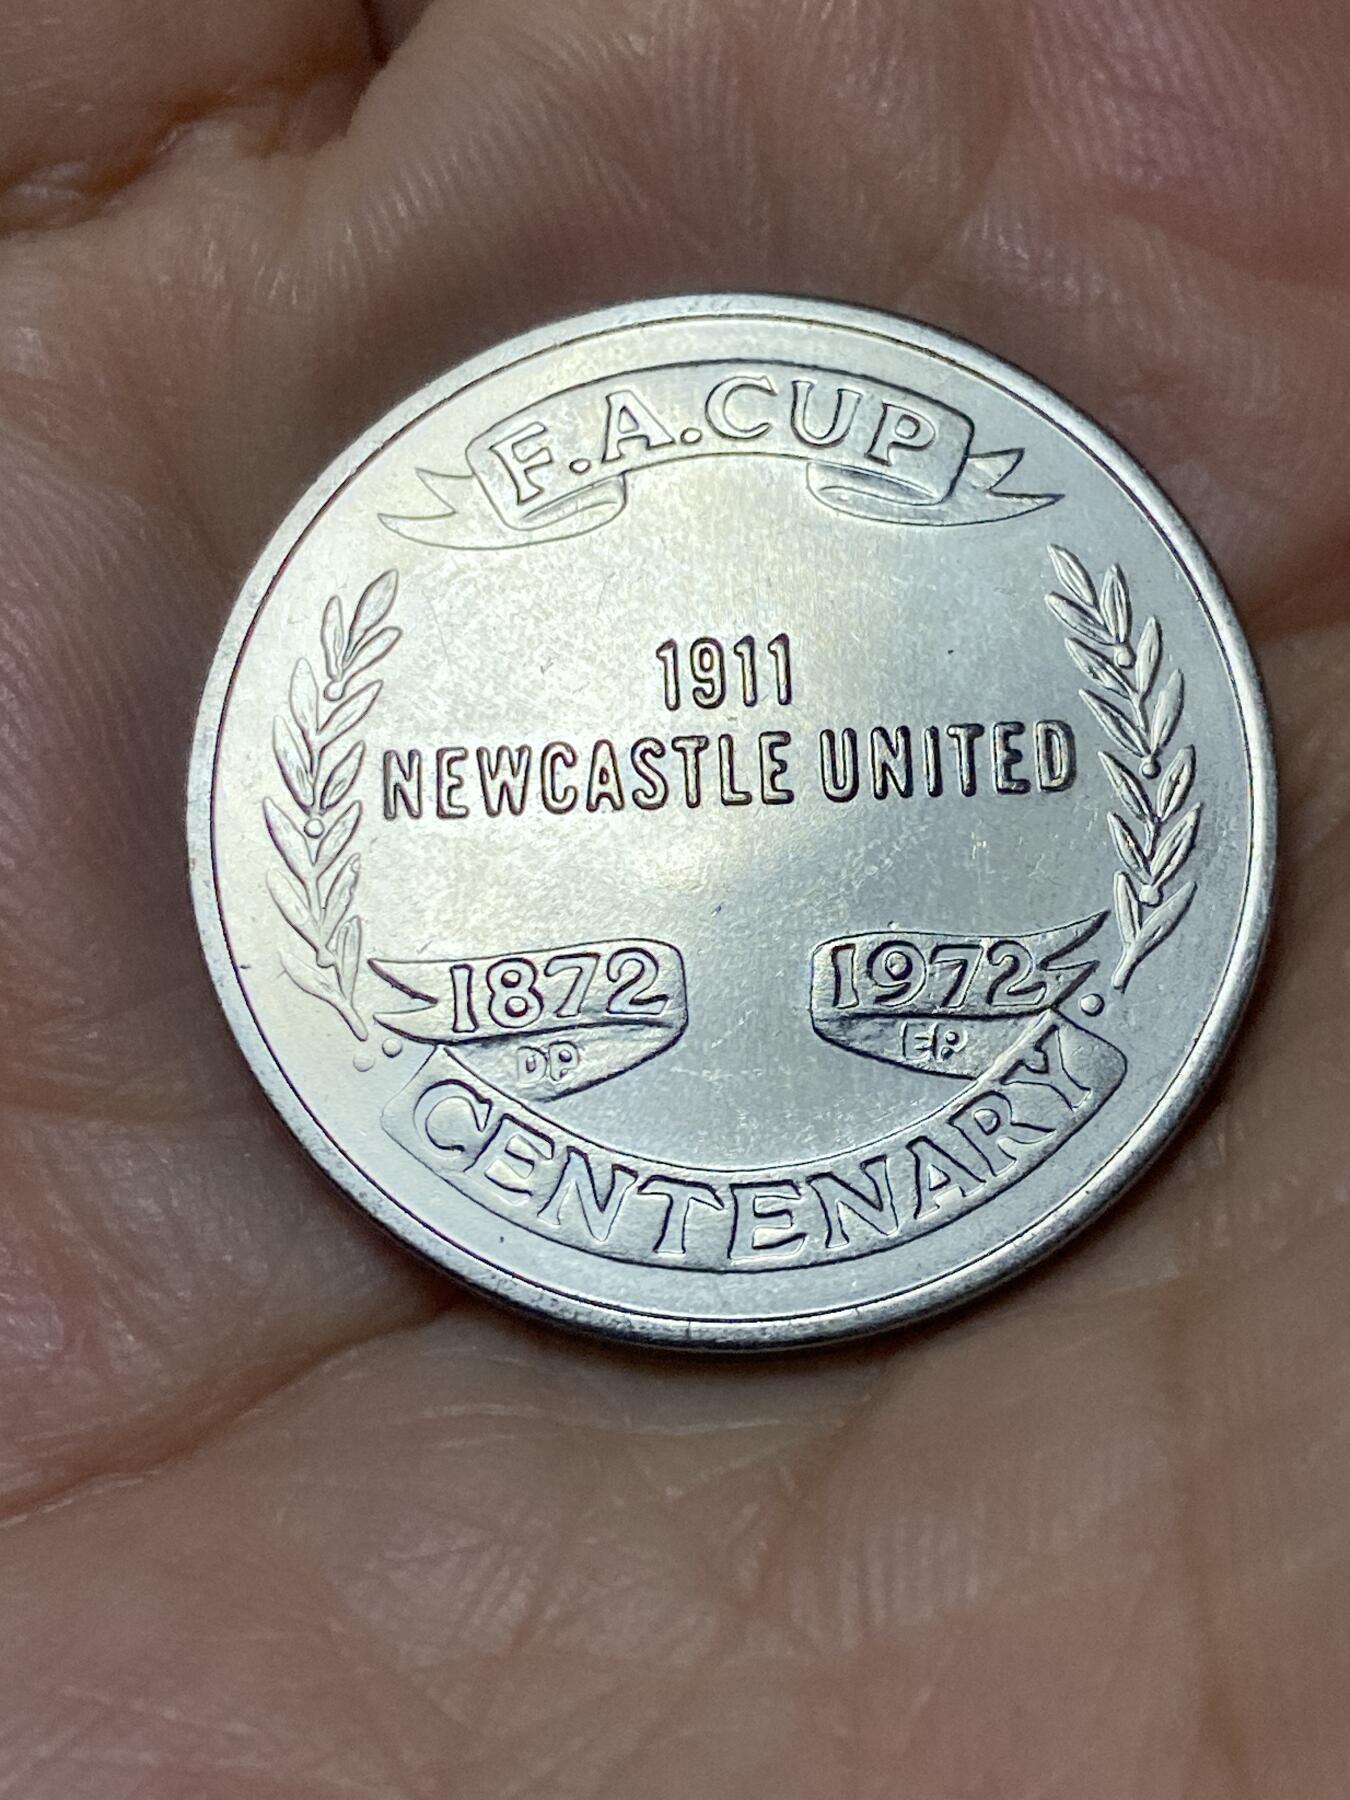 F.A.CUP
1911
NEWCASTLE UNITED
1872 1972
DP EP
CENTENARY